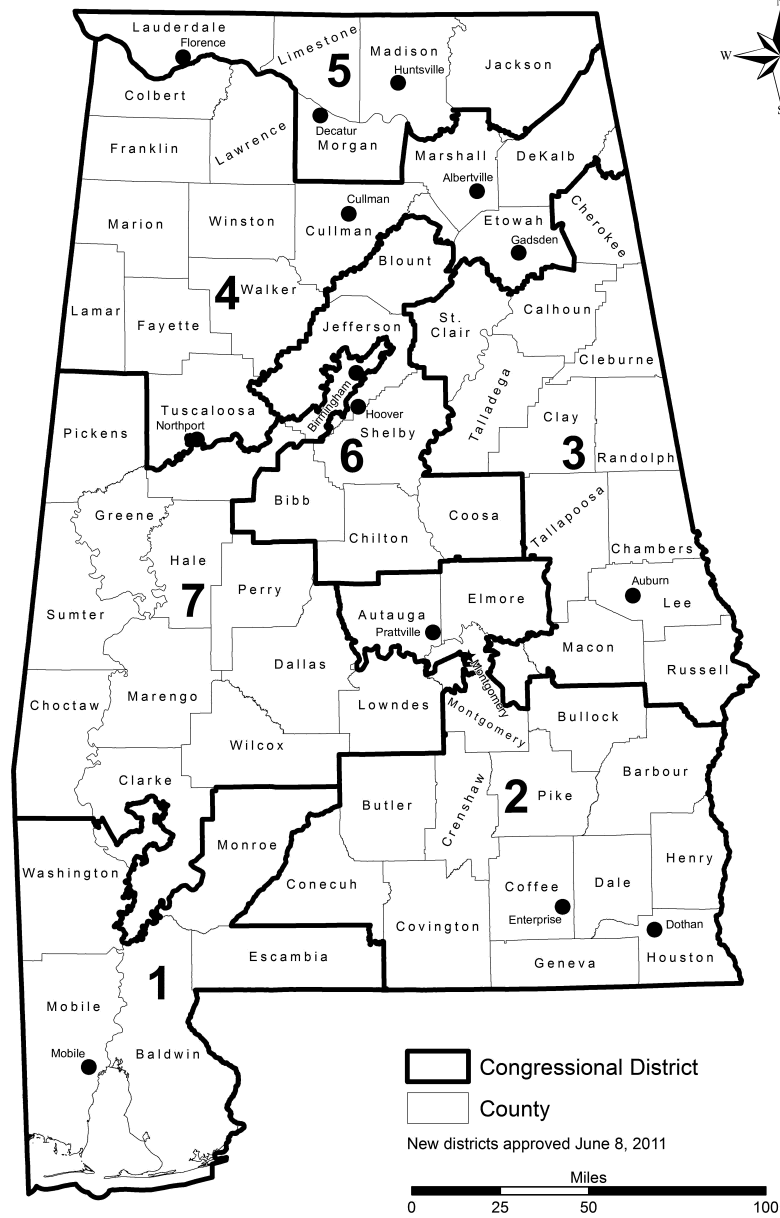 Lauderdale
Florence
Limestone
5
Madison
Huntsville
Jackson
W
Colbert
Franklin
Lawrence
Decatur
Morgan
Marshall
DeKalb
Albertville
Cullman
Cullman
Marion
Winston
Etowah
Gadsden
Cherokee
Blount
4
Walker
Lamar
Fayette
Jefferson
St.
Clair
Calhoun
Cleburne
Talladega
Birmingham
Tuscaloosa
Northport
Hoover
Shelby
6
Clay
3
Randolph
Pickens
Bibb
Greene
Coosa
Tallapoosa
Chilton
Chambers
Hale
7
Perry
Autauga
Prattville
Elmore
Auburn
Lee
Sumter
Macon
Dallas
Russell
Montgomery
Choctaw
Marengo
Lowndes
Montgomery
Bullock
Wilcox
Clarke
Butler
Crenshaw
2
Pike
Barbour
Monroe
Washington
Conecuh
Coffee
Enterprise
Dale
Henry
Covington
Dothan
Houston
Escambia
Geneva
1
Mobile
Mobile
Baldwin
Congressional District
County
New districts approved June 8, 2011
Miles
0 25 50 100